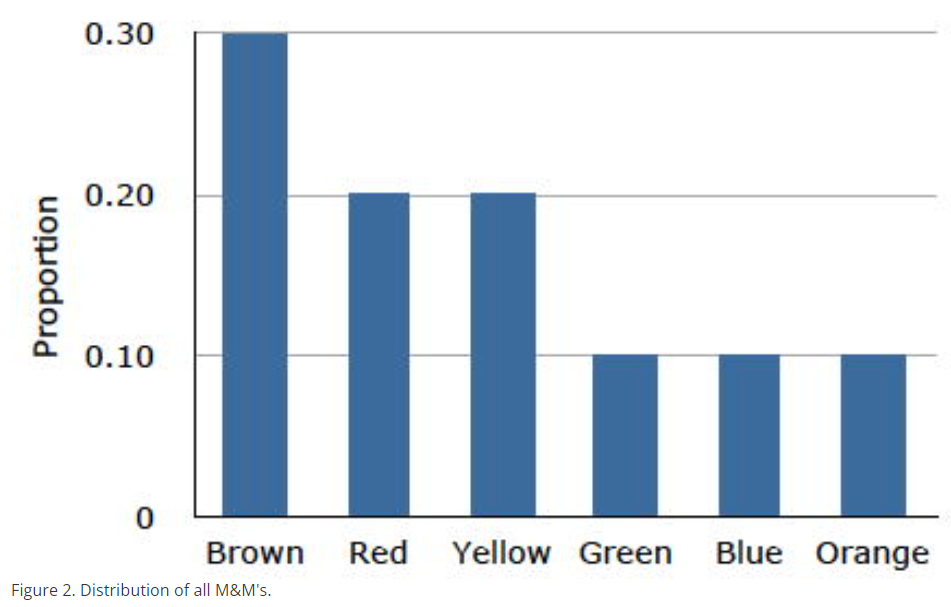 0.30
0.20
0.10
0
Proportion
Brown Red Yellow Green Blue Orange
Figure 2. Distribution of all M&M's.